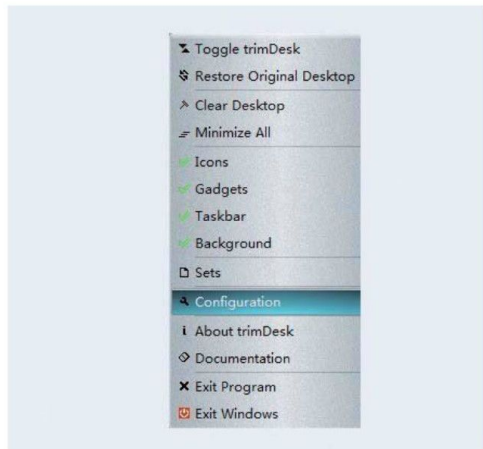 Toggle trimDesk
Restore Original Desktop
Clear Desktop
Minimize All
Icons
Gadgets
Taskbar
Background
Sets
Configuration
About trimDesk
Documentation
Exit Program
Exit Windows